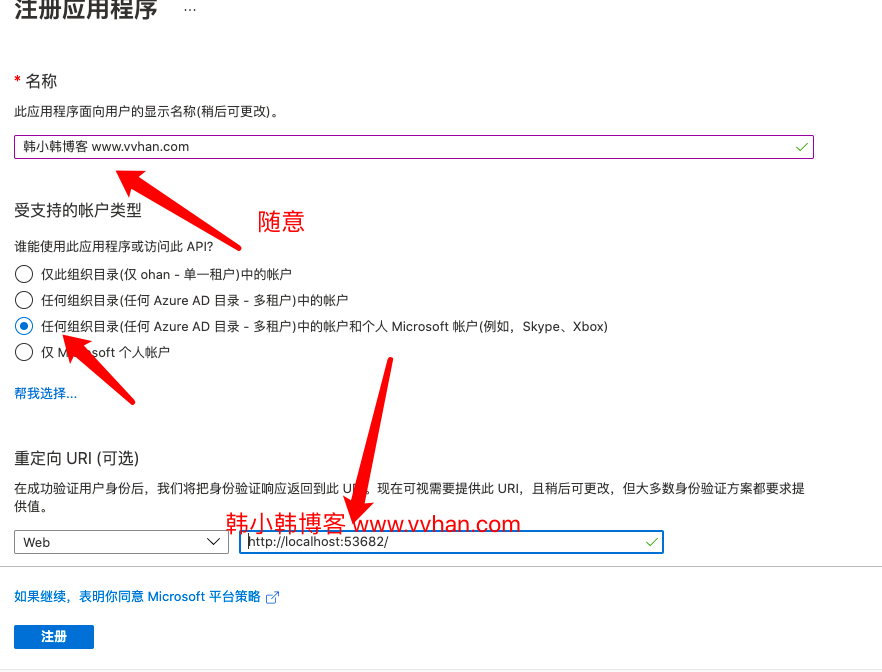 注册应用程序 ...
* 名称
此应用程序面向用户的显示名称(稍后可更改)。
韩小韩博客 www.vvhan.com
随意
受支持的帐户类型
谁能使用此应用程序或访问此 API?
仅此组织目录(仅 ohan - 单一租户)中的帐户
任何组织目录(任何 Azure AD 目录 - 多租户)中的帐户
任何组织目录(任何 Azure AD 目录 - 多租户)中的帐户和个人 Microsoft 帐户(例如，Skype、Xbox)
仅 Microsoft 个人帐户
帮我选择...
重定向 URI (可选)
在成功验证用户身份后，我们将把身份验证响应返回到此 URI。现在可视需要提供此 URI，且稍后可更改，但大多数身份验证方案都要求提
供值。
韩小韩博客 www.vvhan.com
Web
http://localhost:53682/
如果继续，表明你同意 Microsoft 平台策略
注册